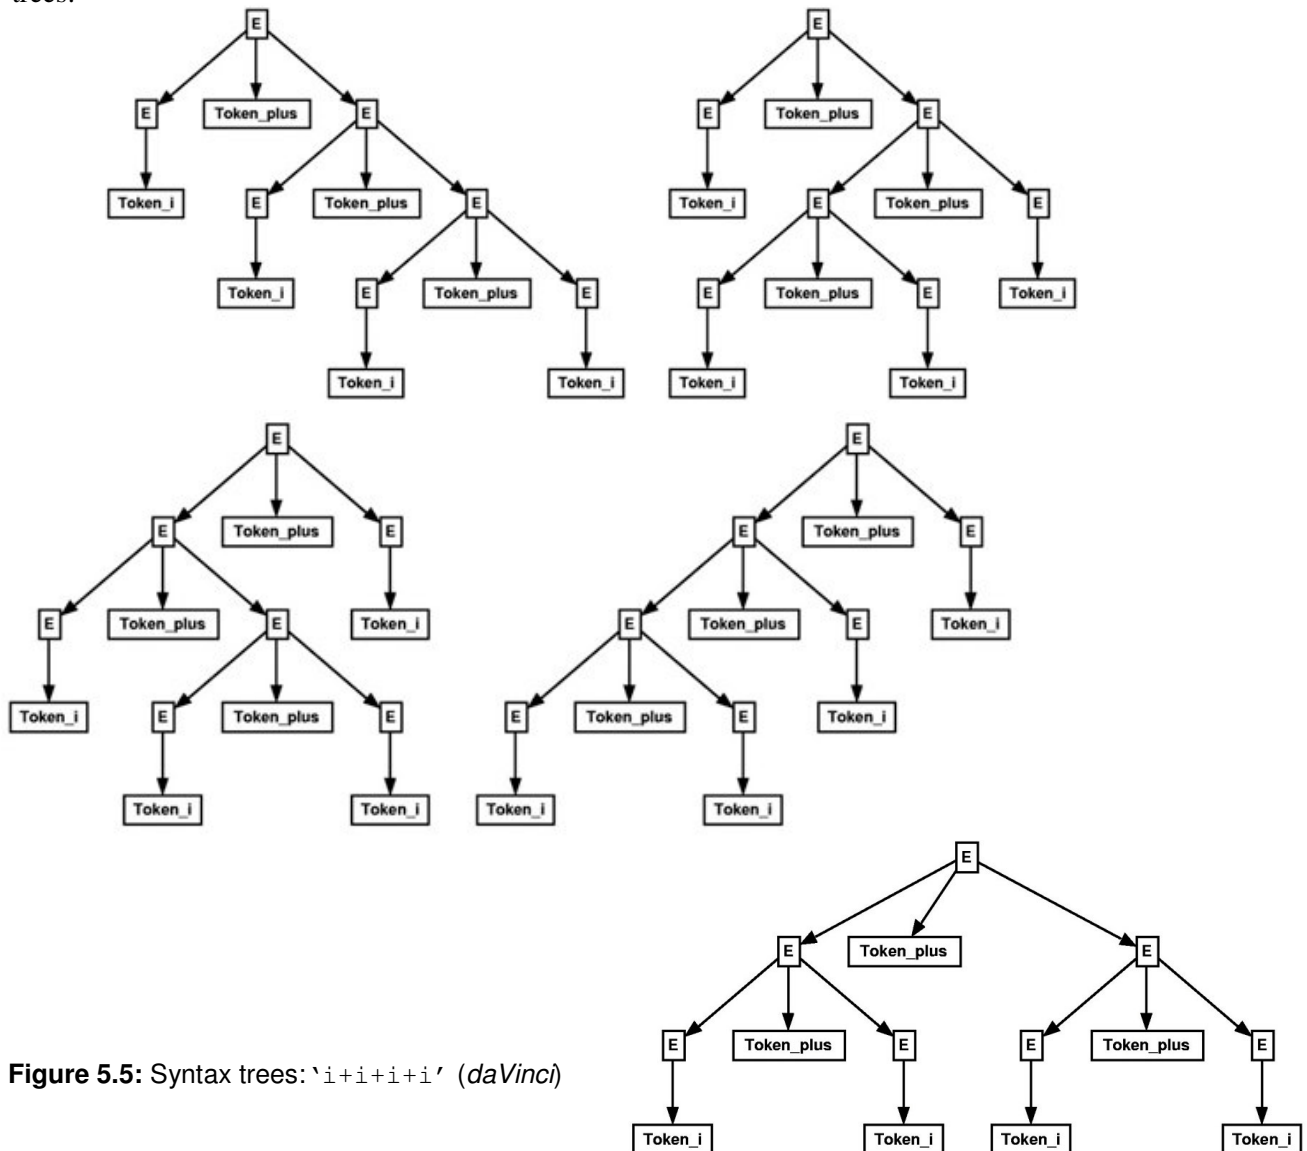 trees:
E E
E Token_plus E E Token_plus E
Token_i E Token_plus E Token_i E Token_plus E
Token_i E Token_plus E E Token_plus E Token_i
Token_i Token_i Token_i Token_i
E E
E Token_plus E E Token_plus E
E Token_plus E Token_i E Token_plus E Token_i
Token_i E Token_plus E E Token_plus E Token_i
Token_i Token_i Token_i Token_i
E
E Token_plus E
E Token_plus E E Token_plus E
Figure 5.5: Syntax trees: ‘i+i+i+i’ (daVinci)
Token_i Token_i Token_i Token_i